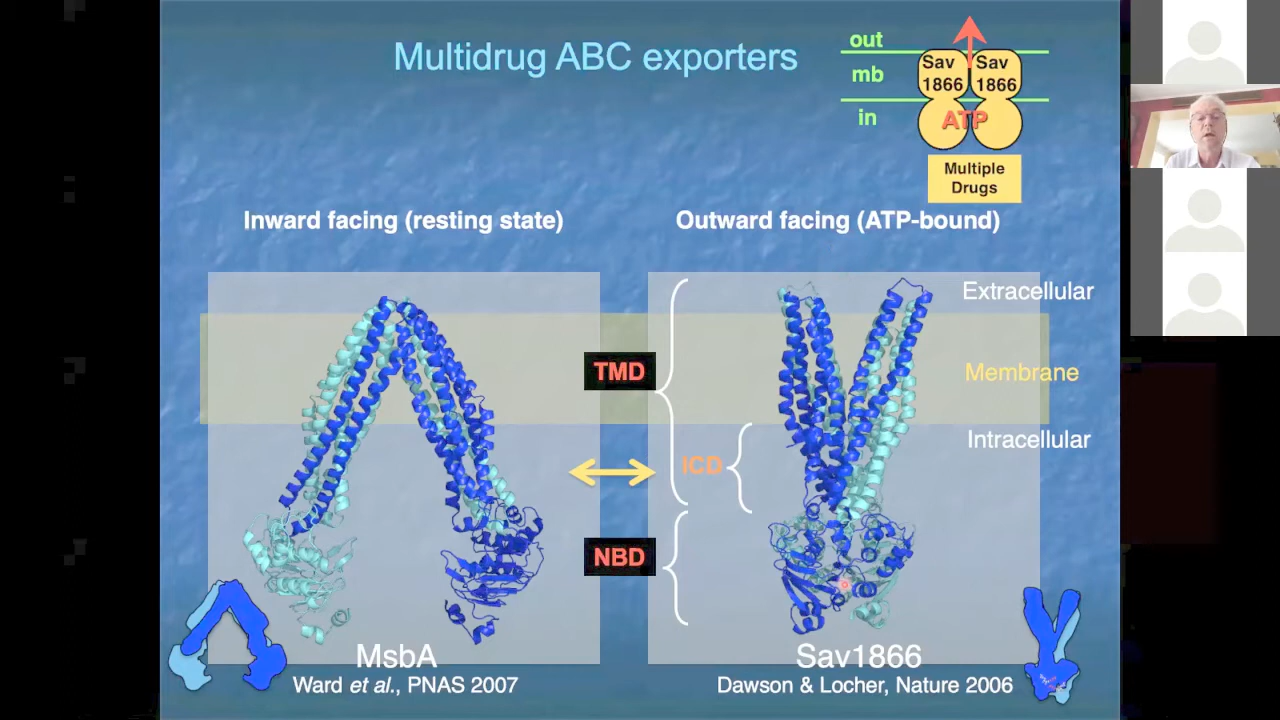 Multidrug ABC exporters
out
mb
in
Sav Sav
1866 1866
ATP
Multiple
Drugs
Inward facing (resting state)
Outward facing (ATP-bound)
Extracellular
TMD
Membrane
Intracellular
ICD
NBD
MsbA
Ward et al., PNAS 2007
Sav1866
Dawson & Locher, Nature 2006